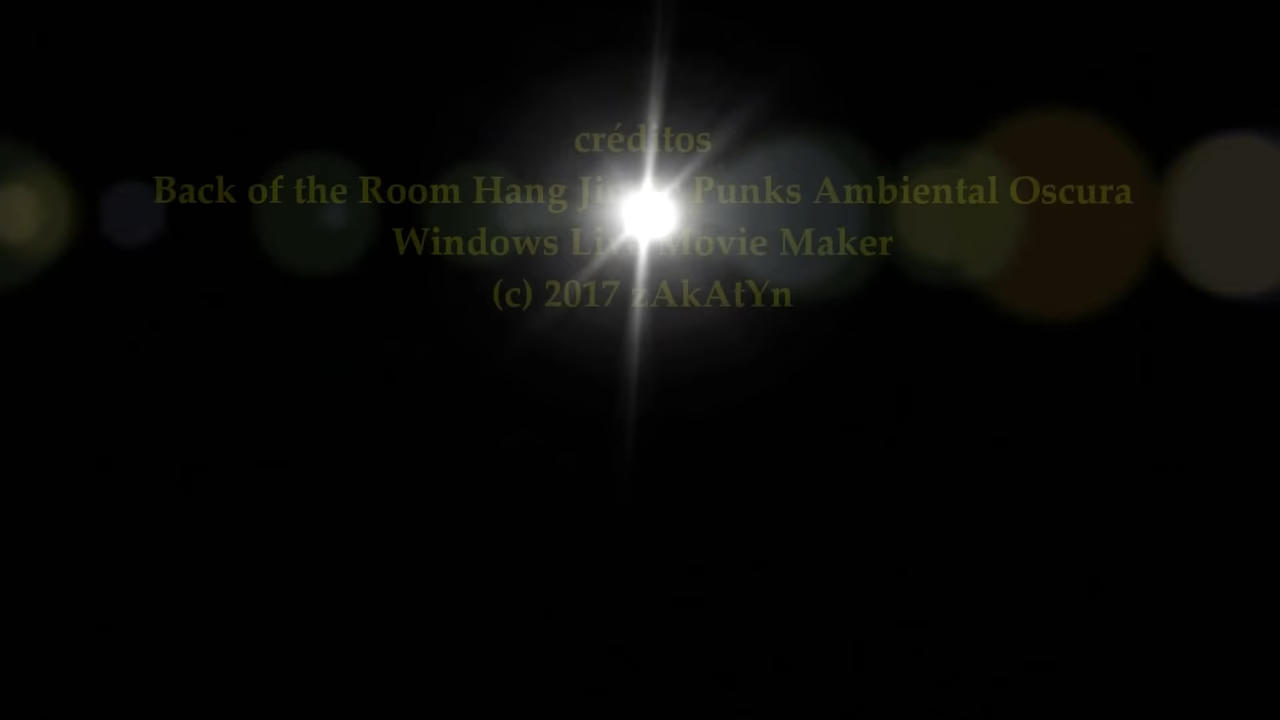 créditos
Back of the Room Hang Punks Ambiental Oscura
Windows Movie Maker
(c) 2017 zAkAtYn